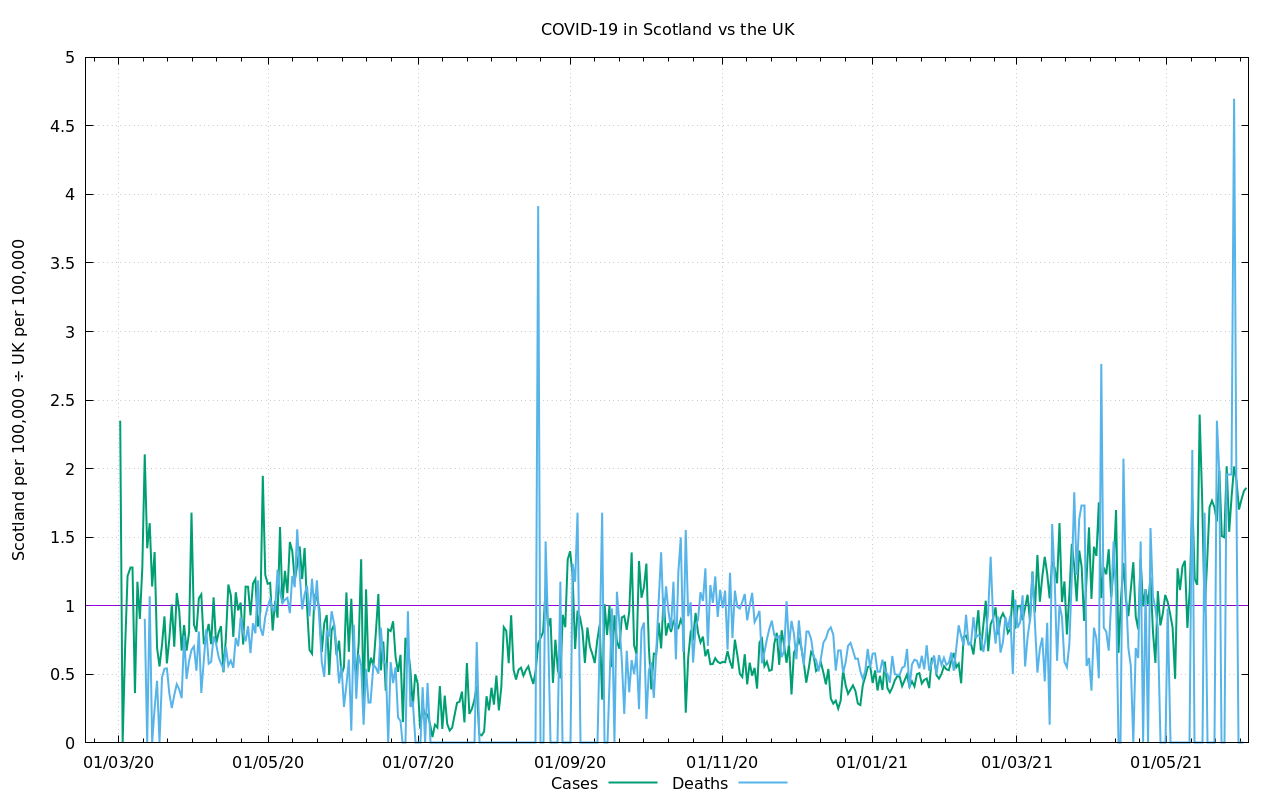 COVID-19 in Scotland vs the UK
Scotland per 100,000 ÷ UK per 100,000
5
4.5
4
3.5
3
2.5
2
1.5
1
0.5
0
01/03/20 01/05/20 01/07/20 01/09/20 01/11/20 01/01/21 01/03/21 01/05/21
Cases Deaths